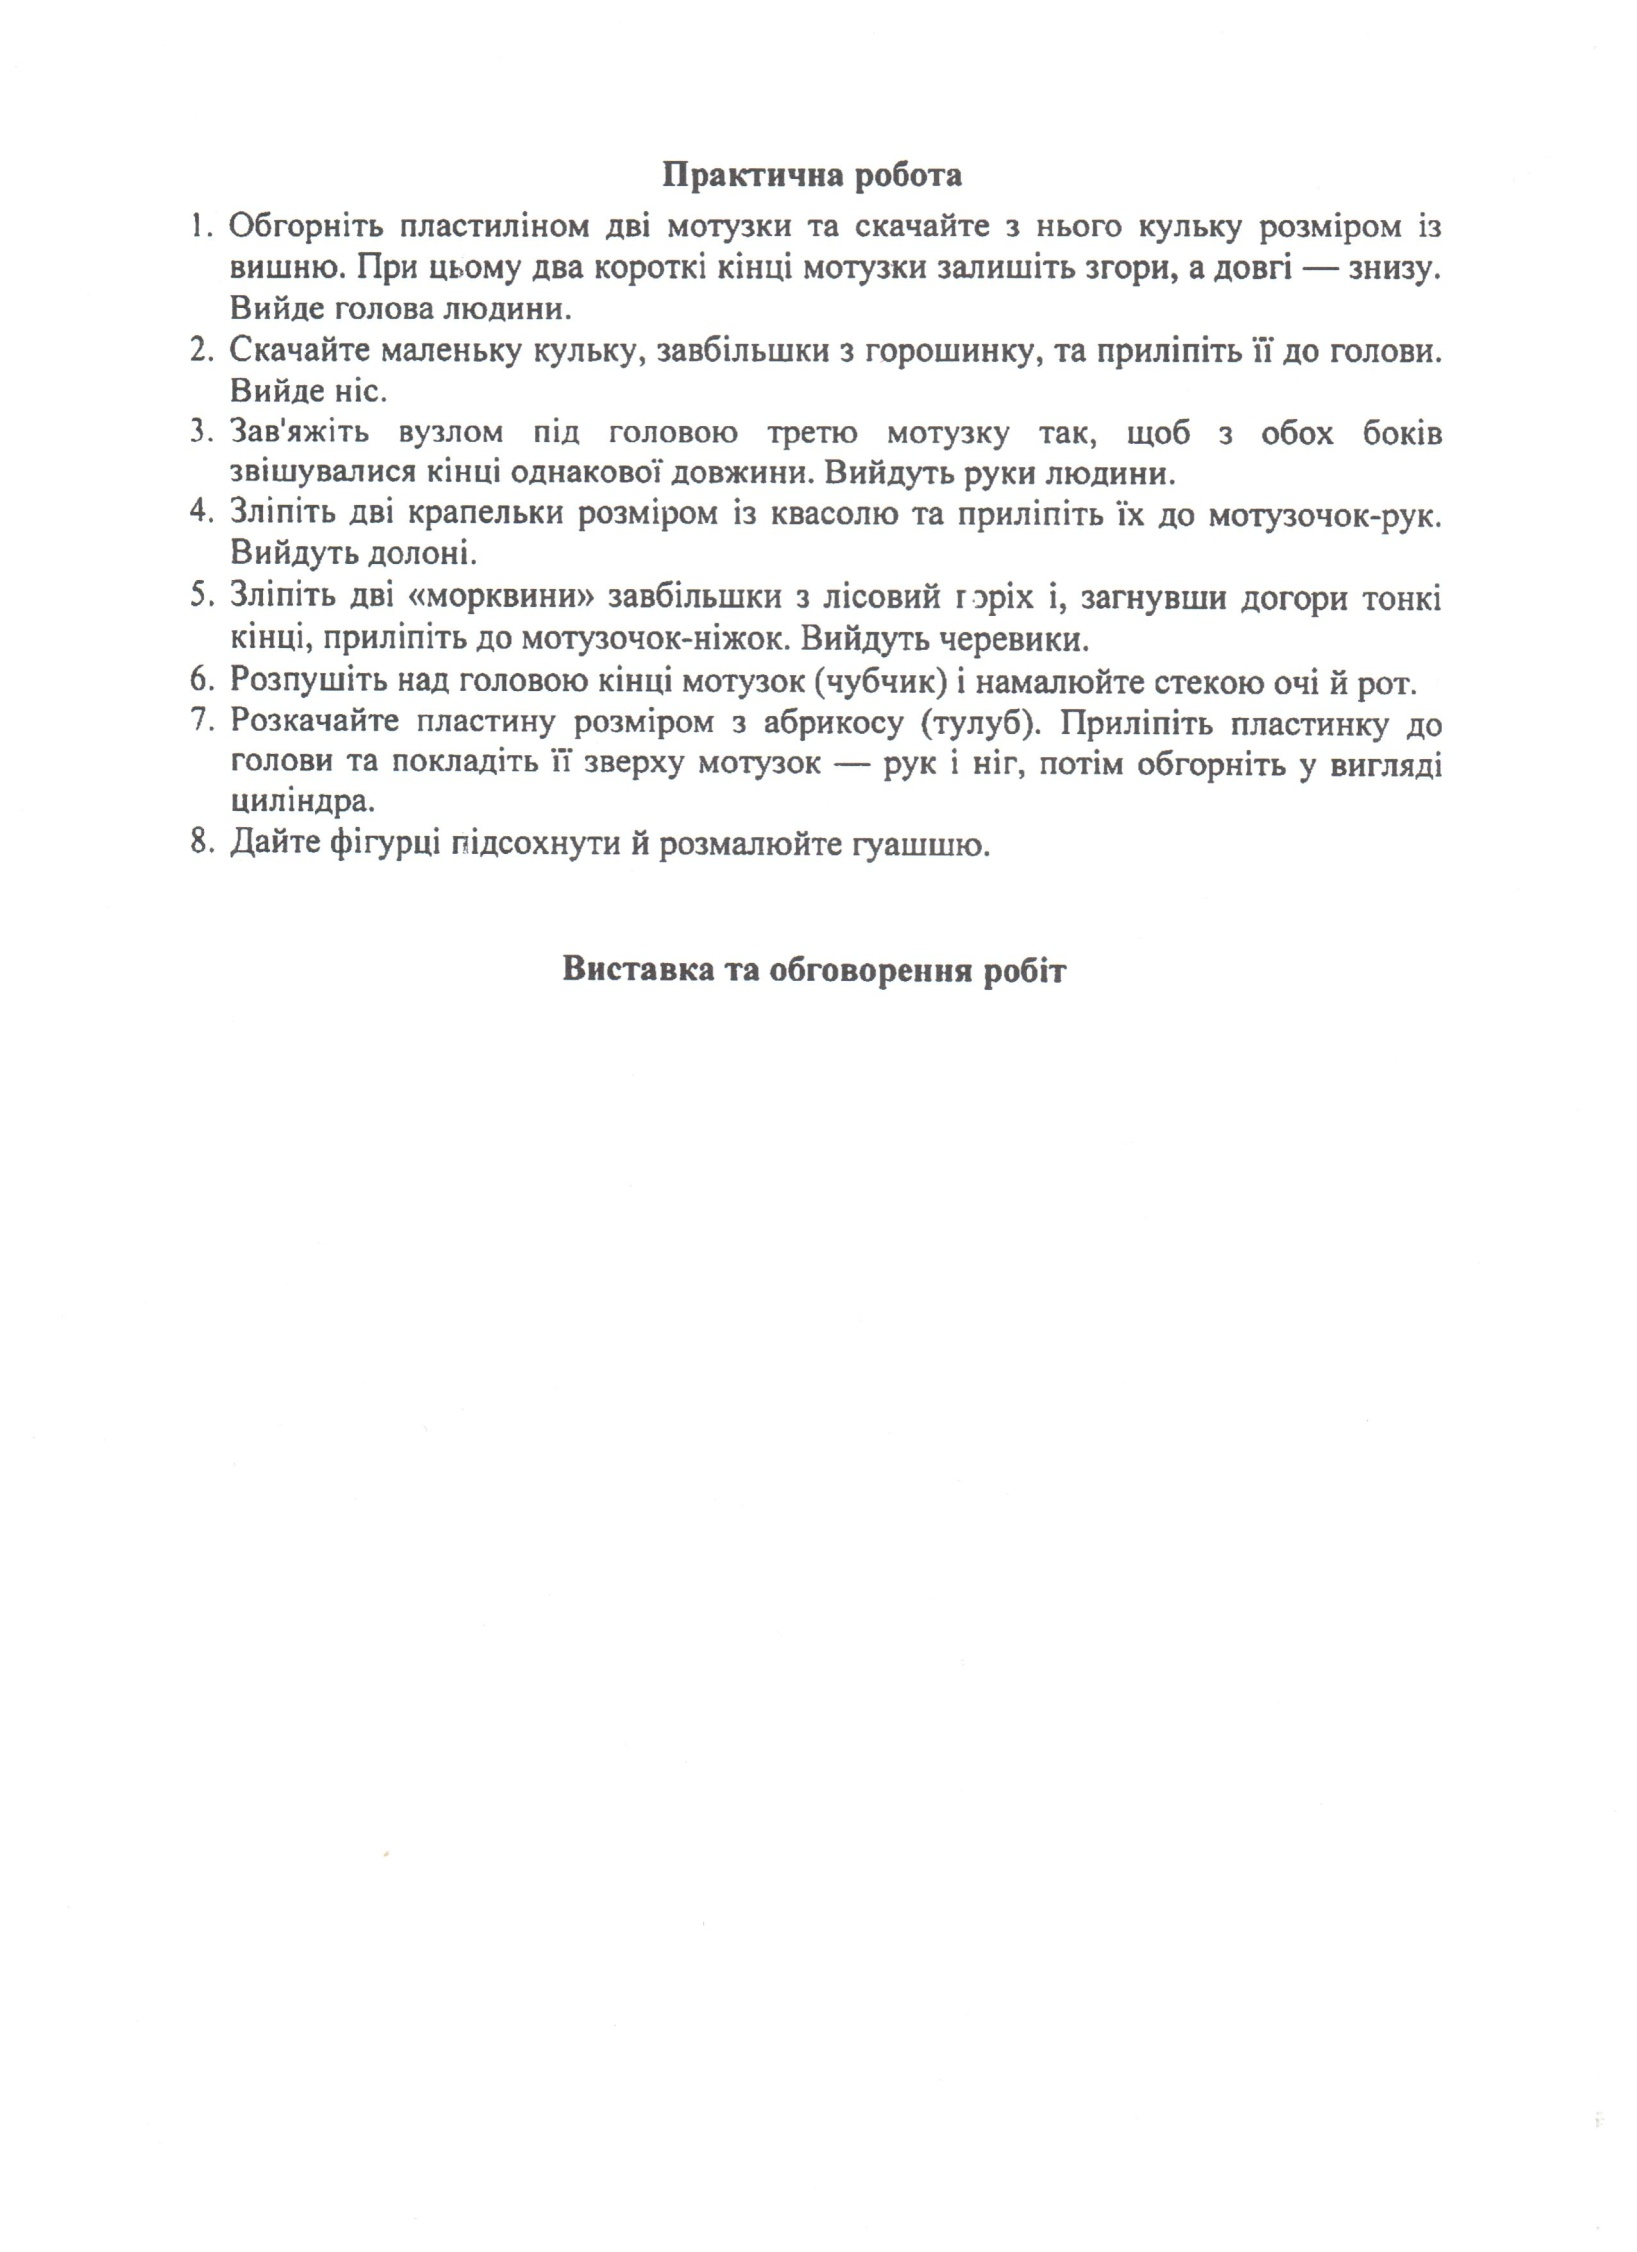 Практична робота
1. Обгорніть пластиліном дві мотузки та скачайте з нього кульку розміром із
вишню. При цьому два короткі кінці мотузки залишіть згори, а довгі — знизу.
Вийде голова людини.
2. Скачайте маленьку кульку, завбільшки з горошинку, та приліпіть її до голови.
Вийде ніс.
3. Зав'яжіть вузлом під головою третю мотузку так, щоб з обох боків
звішувалися кінці однакової довжини. Вийдуть руки людини.
4. Зліпіть дві крапельки розміром із квасолю та приліпіть їх до мотузочок-рук.
Вийдуть долоні.
5. Зліпіть дві «морквини» завбільшки з лісовий горіх і, загнувши догори тонкі
кінці, приліпіть до мотузочок-ніжок. Вийдуть черевики.
6. Розпушіть над головою кінці мотузок (чубчик) і намалюйте стекою очі й рот.
7. Розкачайте пластину розміром з абрикосу (тулуб). Приліпіть пластинку до
голови та покладіть її зверху мотузок — рук і ніг, потім обгорніть у вигляді
циліндра.
8. Дайте фігурці підсохнути й розмалюйте гуашшю.
Виставка та обговорення робіт